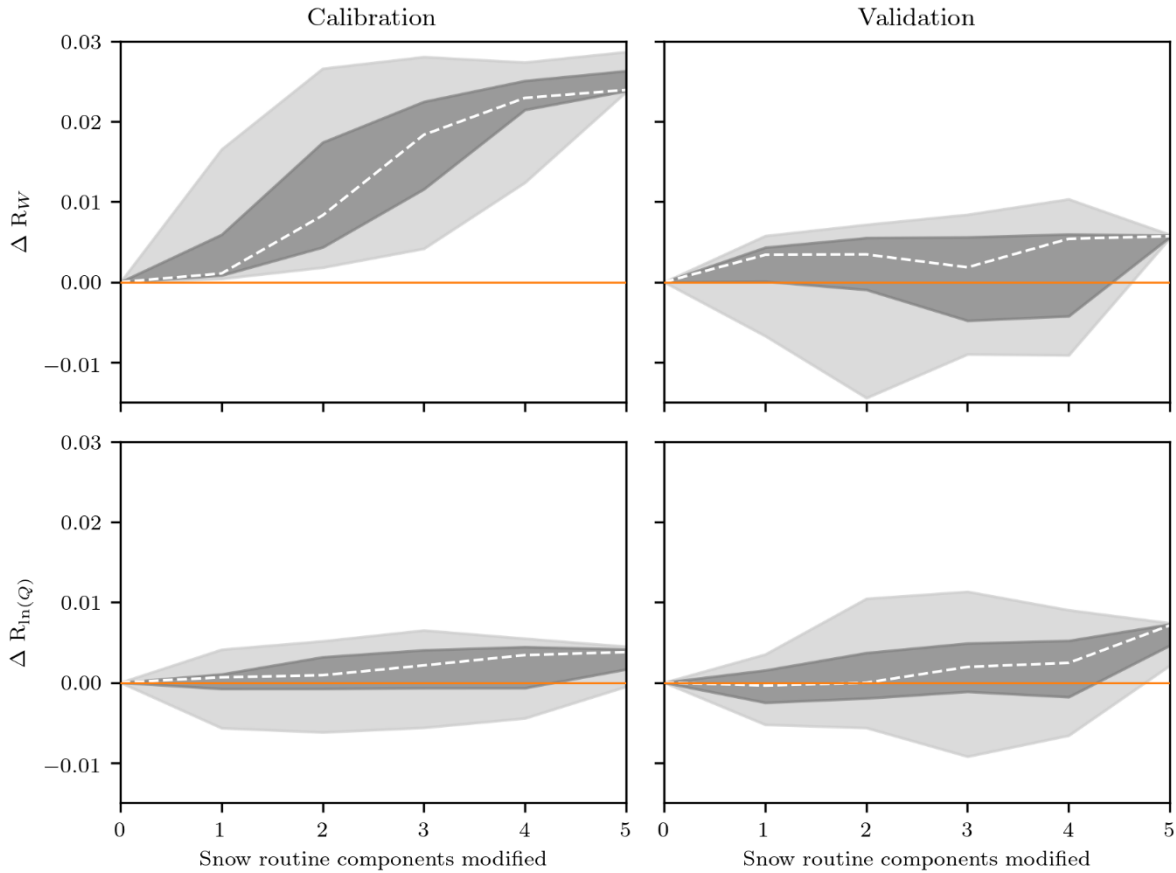 Calibration
Validation
0.03
0.02
0.01
0.00
−0.01
Δ R_W
0.03
0.02
0.01
0.00
−0.01
Δ R_ln(Q)
0 1 2 3 4 5
0 1 2 3 4 5
Snow routine components modified
Snow routine components modified